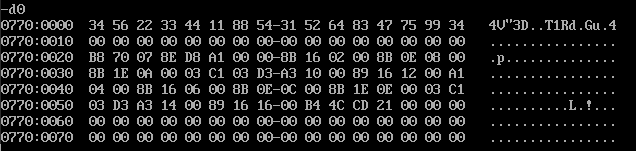 -d0
0770:0000  34 56 22 33 44 11 88 54-31 52 64 83 47 75 99 34   4V"3D..T1Rd.Gu.4
0770:0010  00 00 00 00 00 00 00 00-00 00 00 00 00 00 00 00   ................
0770:0020  B8 70 07 8E D8 A1 00 00-8B 16 02 00 8B 0E 08 00   .p..............
0770:0030  8B 1E 0A 00 03 C1 03 D3-A3 10 00 89 16 12 00 A1   ................
0770:0040  04 00 8B 16 06 00 8B 0E-0C 00 8B 1E 0E 00 03 C1   ................
0770:0050  03 D3 A3 14 00 89 16 16-00 B4 4C CD 21 00 00 00   ..........L.!...
0770:0060  00 00 00 00 00 00 00 00-00 00 00 00 00 00 00 00   ................
0770:0070  00 00 00 00 00 00 00 00-00 00 00 00 00 00 00 00   ................